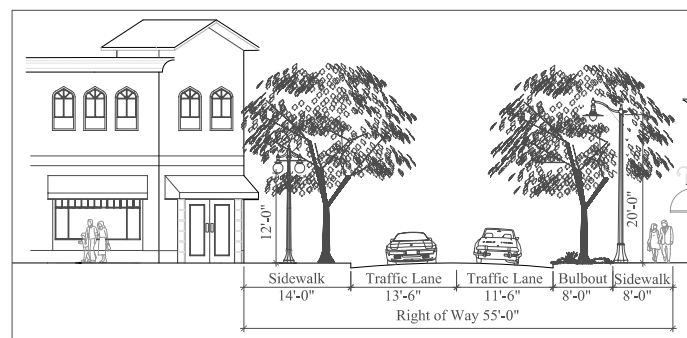 12'-0"
20'-0"
Sidewalk Traffic Lane Traffic Lane Bulbout Sidewalk
14'-0" 13'-6" 11'-6" 8'-0" 8'-0"
Right of Way 55'-0"